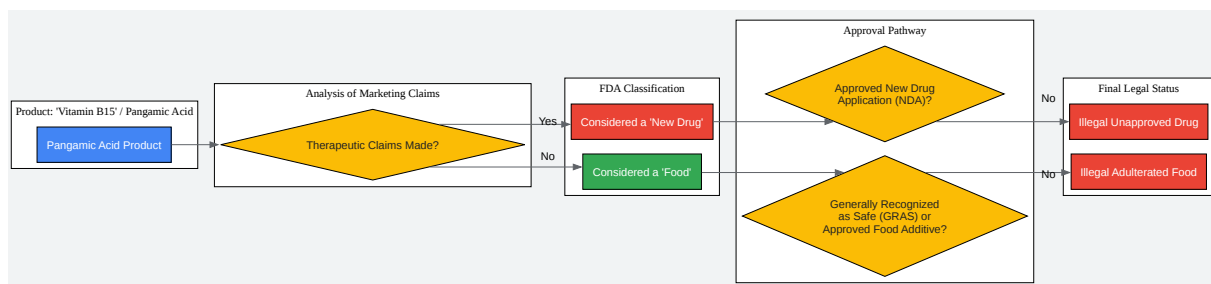 Product: 'Vitamin B15' / Pangamic Acid
Pangamic Acid Product
Analysis of Marketing Claims
Therapeutic Claims Made?
Yes
No
FDA Classification
Considered a 'New Drug'
Considered a 'Food'
Approval Pathway
Approved New Drug
Application (NDA)?
Generally Recognized
as Safe (GRAS) or
Approved Food Additive?
No
No
Final Legal Status
Illegal Unapproved Drug
Illegal Adulterated Food